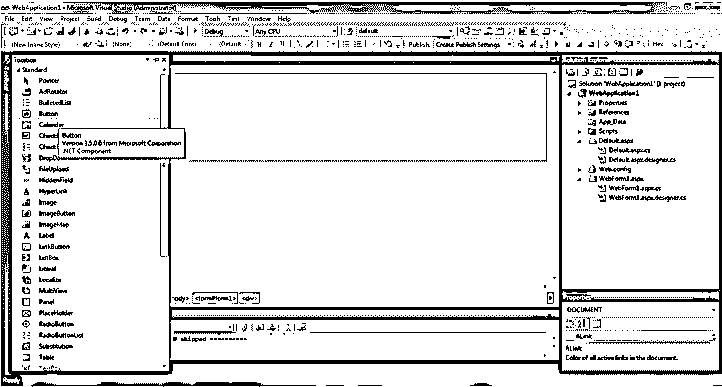 WebApplication1 - Microsoft Visual Studio (Administrator)
File Edit View Project Build Debug Team Data Format Tools Test Window Help
Debug Any CPU default
(New Inline Style) (None) (Default Font) (Default B I U Publish: Create Publish Settings Hex
Toolbox
Standard
Pointer
AdRotator
BulletedList
Button
Calendar
Button
Version 3.5.0.0 from Microsoft Corporation
.NET Component
FileUpload
HiddenField
HyperLink
Image
ImageButton
ImageMap
Label
LinkButton
ListBox
Literal
Localize
MultiView
Panel
PlaceHolder
RadioButton
RadioButtonList
Substitution
Table
TextBox
<form#form1> <div>
skipped ==========
Solution 'WebApplication1' (1 project)
WebApplication1
Properties
References
App_Data
Scripts
Default.aspx
Default.aspx.cs
Default.aspx.designer.cs
Web.config
WebForm1.aspx
WebForm1.aspx.cs
WebForm1.aspx.designer.cs
Properties
DOCUMENT
ALink
ALink
Color of all active links in the document.